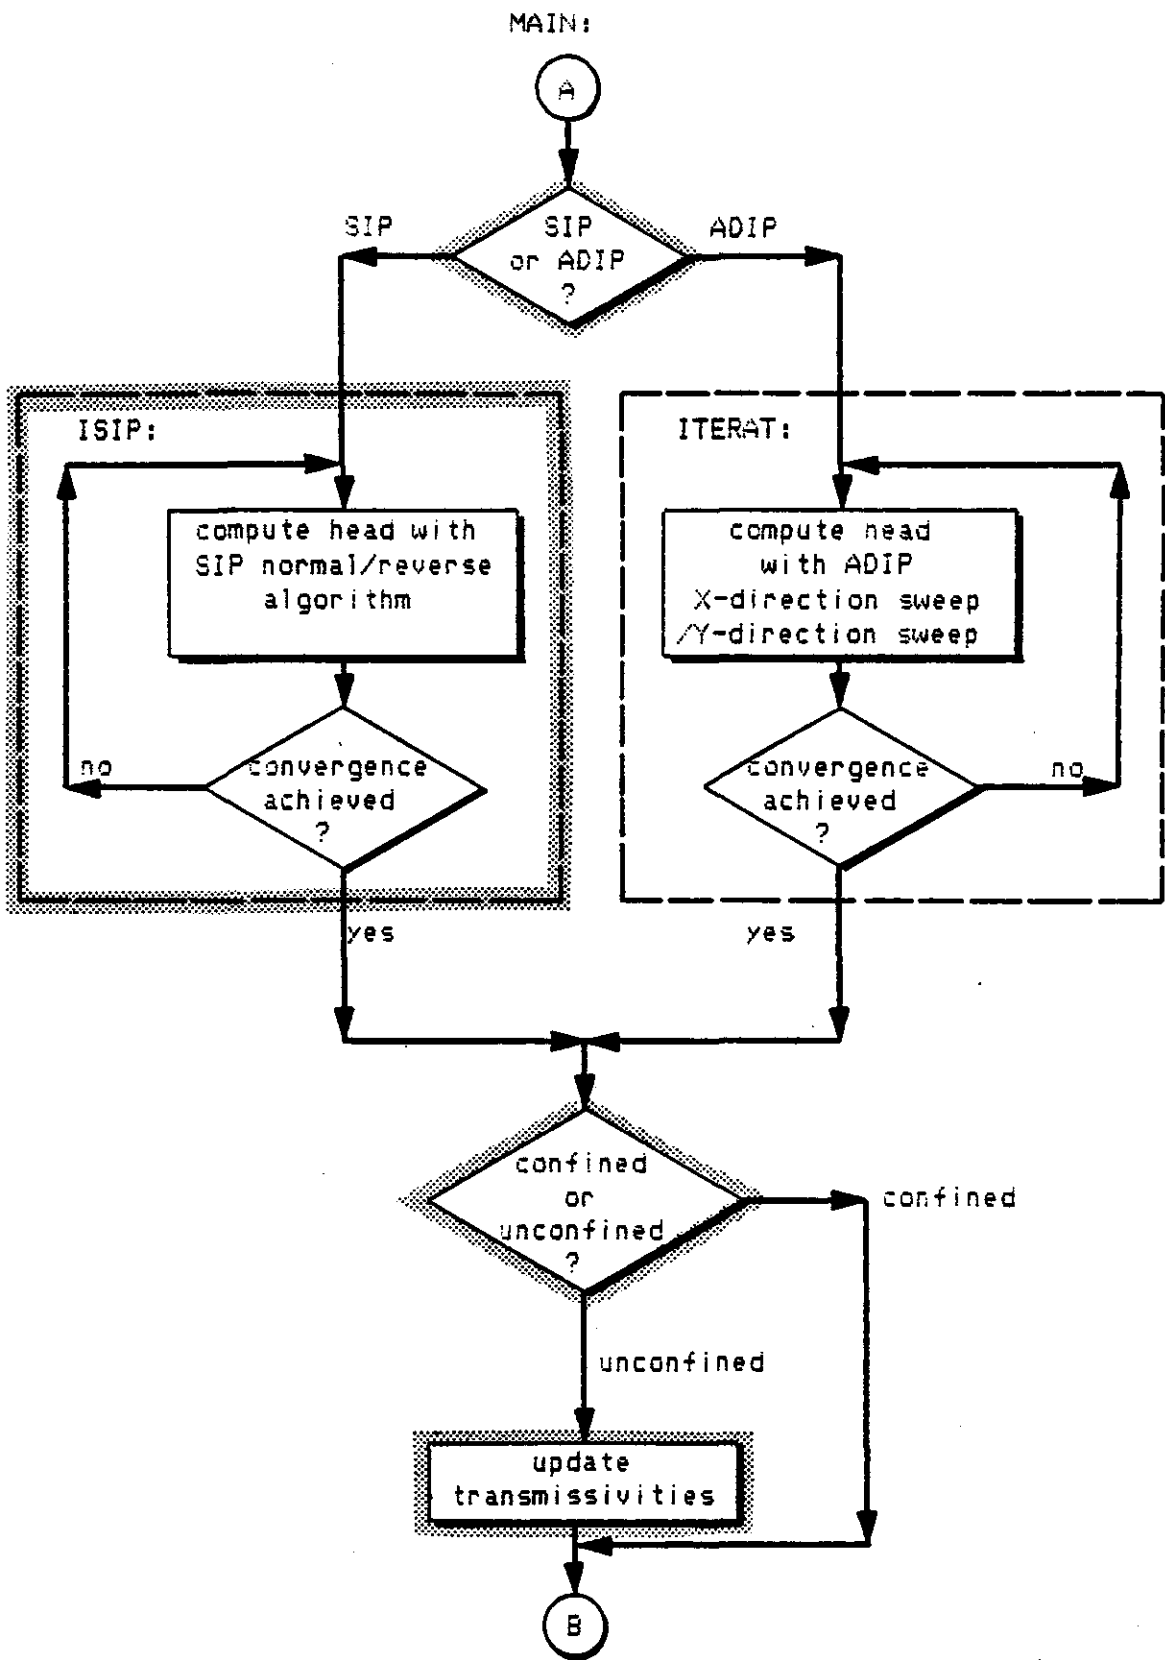 MAIN:
A
SIP
SIP
or ADIP
?
ADIP
ISIP:
compute head with
SIP normal/reverse
algorithm
no
convergence
achieved
?
yes
ITERAT:
compute head
with ADIP
X-direction sweep
/Y-direction sweep
convergence
achieved
?
no
yes
confined
or
unconfined
?
confined
unconfined
update
transmissivities
B